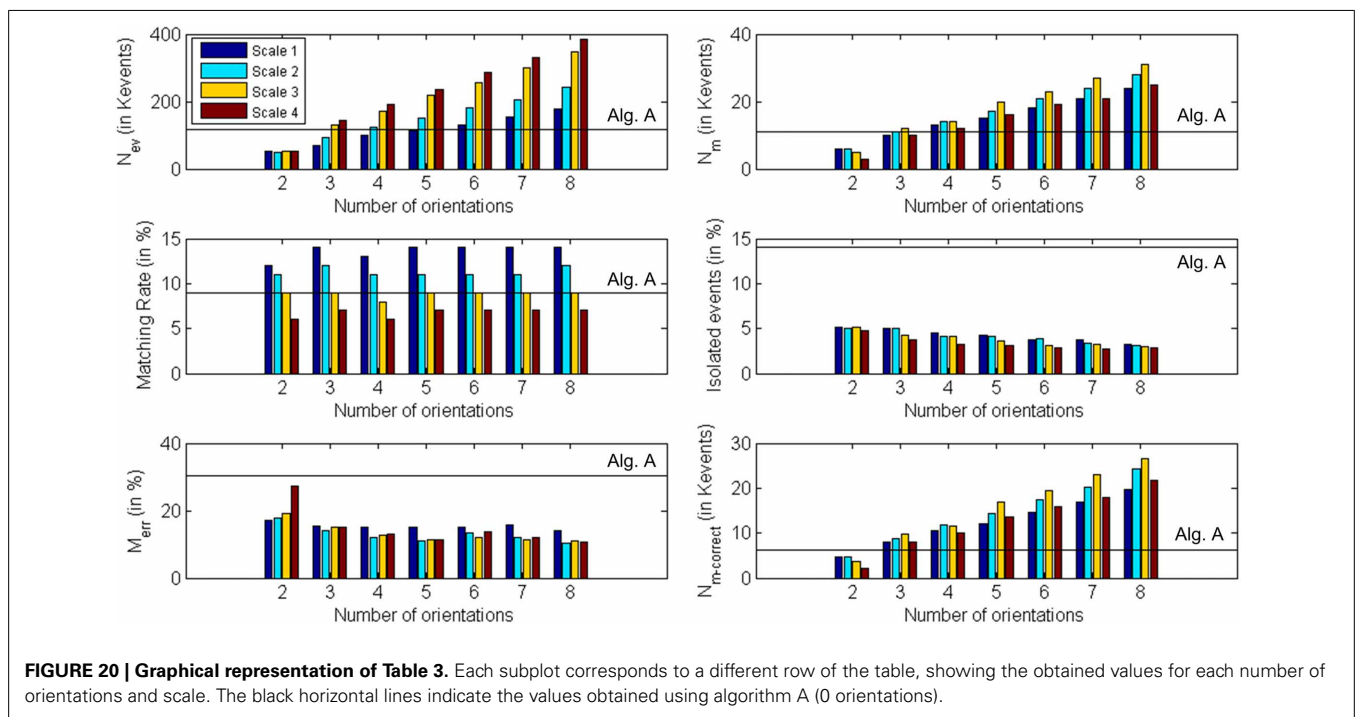 400
200
0
N_ev (in Kevents)
Scale 1
Scale 2
Scale 3
Scale 4
Alg. A
2 3 4 5 6 7 8
Number of orientations
40
20
0
N_m (in Kevents)
Alg. A
2 3 4 5 6 7 8
Number of orientations
15
10
5
0
Matching Rate (in %)
Alg. A
2 3 4 5 6 7 8
Number of orientations
15
10
5
0
Isolated events (in %)
Alg. A
2 3 4 5 6 7 8
Number of orientations
40
20
0
M_err (in %)
Alg. A
2 3 4 5 6 7 8
Number of orientations
30
20
10
0
N_m-correct (in Kevents)
Alg. A
2 3 4 5 6 7 8
Number of orientations
FIGURE 20 | Graphical representation of Table 3. Each subplot corresponds to a different row of the table, showing the obtained values for each number of
orientations and scale. The black horizontal lines indicate the values obtained using algorithm A (0 orientations).